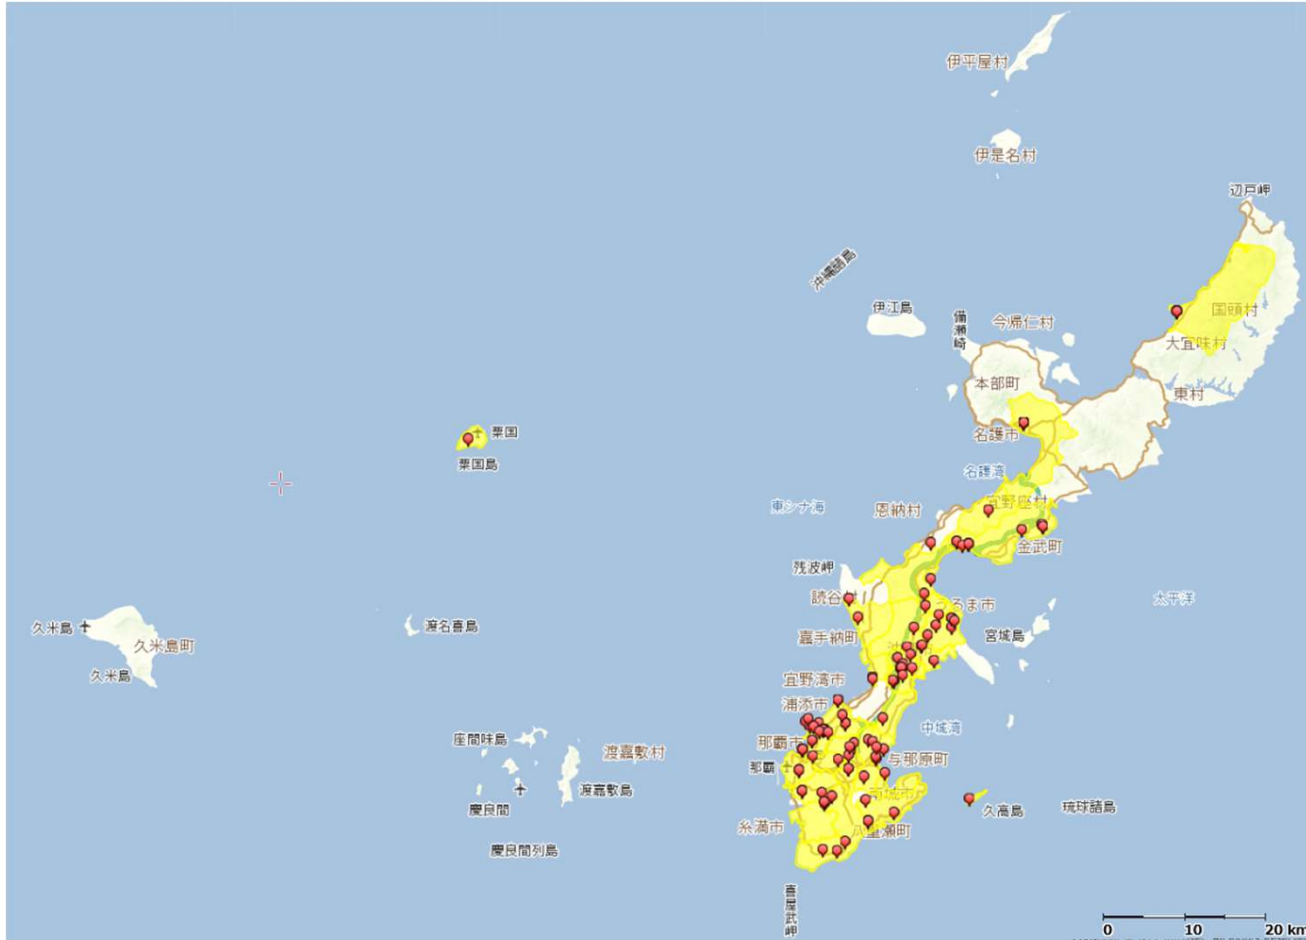 伊平屋村
伊是名村
辺戸岬
沖縄諸島
伊江島
備瀬崎
今帰仁村
国頭村
大宜味村
本部町
東村
名護市
粟国
粟国島
名護湾
宜野座村
東シナ海
恩納村
金武町
残波岬
読谷
うるま市
太平洋
久米島
久米島町
渡名喜島
嘉手納町
宮城島
久米島
宜野湾市
浦添市
中城湾
座間味島
渡嘉敷村
那覇市
那覇
与那原町
慶良間
渡嘉敷島
南城市
久高島
琉球諸島
糸満市
八重瀬町
慶良間列島
喜屋武岬
0 10 20 km